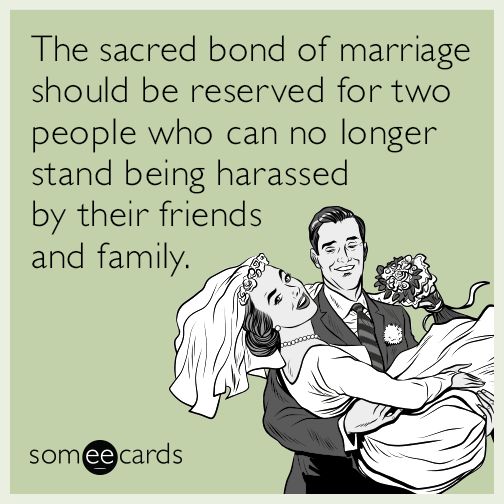 The sacred bond of marriage
should be reserved for two
people who can no longer
stand being harassed
by their friends
and family.
someecards